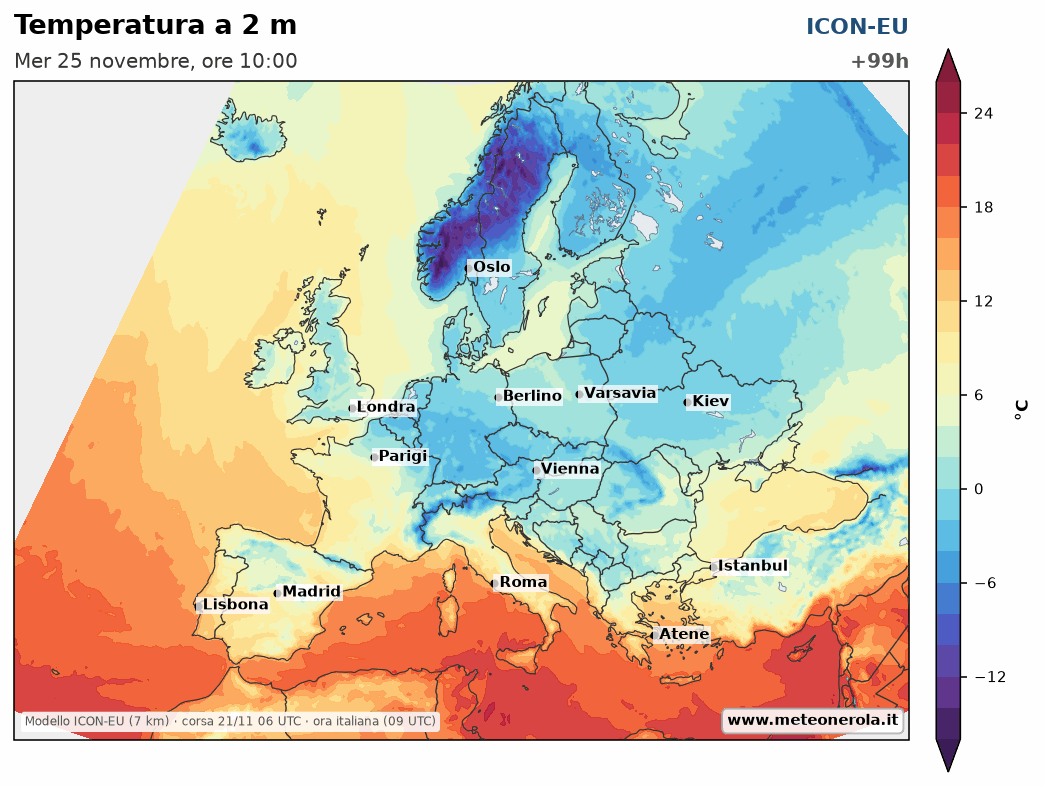 Temperatura a 2 m
ICON-EU
Mer 25 novembre, ore 10:00
+99h
24
18
12
6
0
−6
−12
°C
Oslo
Londra
Berlino
Varsavia
Kiev
Parigi
Vienna
Istanbul
Roma
Madrid
Lisbona
Atene
Modello ICON-EU (7 km) · corsa 21/11 06 UTC · ora italiana (09 UTC)
www.meteonerola.it